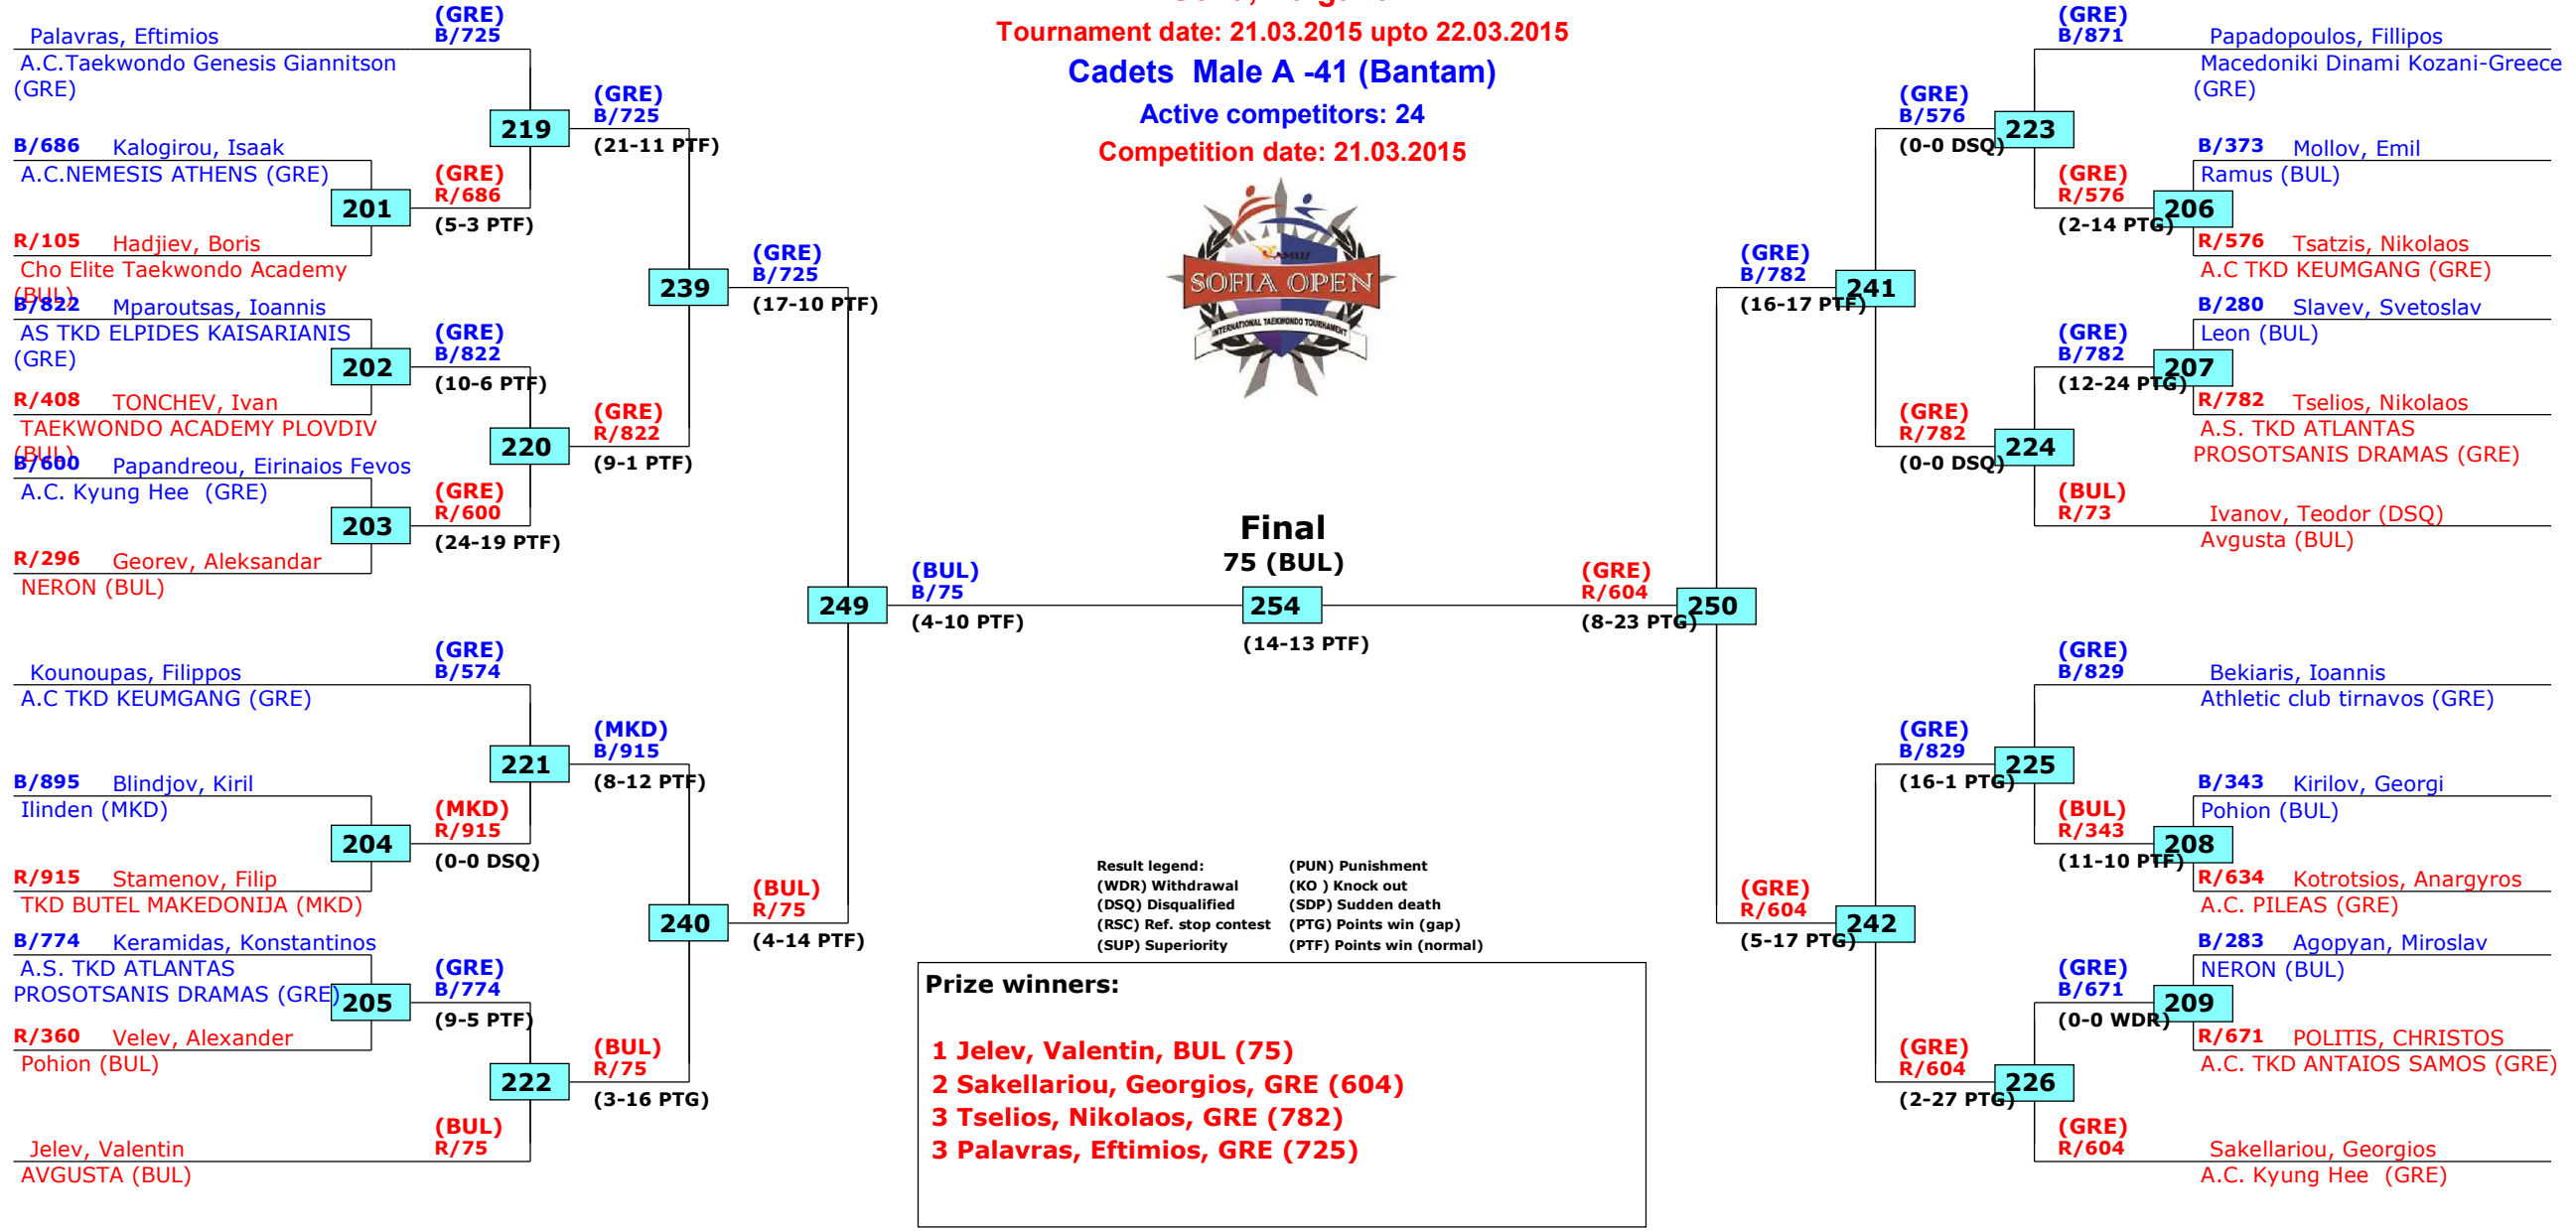 Tournament date: 21.03.2015 upto 22.03.2015
Cadets  Male A -41 (Bantam)
Active competitors: 24
Competition date: 21.03.2015
RAMUS
SOFIA OPEN
INTERNATIONAL TAEKWONDO TOURNAMENT
(GRE)
B/725
Palavras, Eftimios
A.C.Taekwondo Genesis Giannitson
(GRE)
219
(GRE)
B/725
(21-11 PTF)
B/686 Kalogirou, Isaak
A.C.NEMESIS ATHENS (GRE)
201
(GRE)
R/686
(5-3 PTF)
R/105 Hadjiev, Boris
Cho Elite Taekwondo Academy
(BUL)
239
(GRE)
B/725
(17-10 PTF)
B/822 Mparoutsas, Ioannis
AS TKD ELPIDES KAISARIANIS
(GRE)
202
(GRE)
B/822
(10-6 PTF)
R/408 TONCHEV, Ivan
TAEKWONDO ACADEMY PLOVDIV
(BUL)
220
(GRE)
R/822
(9-1 PTF)
B/600 Papandreou, Eirinaios Fevos
A.C. Kyung Hee  (GRE)
203
(GRE)
R/600
(24-19 PTF)
R/296 Georev, Aleksandar
NERON (BUL)
249
(BUL)
B/75
(4-10 PTF)
(GRE)
B/574
Kounoupas, Filippos
A.C TKD KEUMGANG (GRE)
221
(MKD)
B/915
(8-12 PTF)
B/895 Blindjov, Kiril
Ilinden (MKD)
204
(MKD)
R/915
(0-0 DSQ)
R/915 Stamenov, Filip
TKD BUTEL MAKEDONIJA (MKD)
240
(BUL)
R/75
(4-14 PTF)
B/774 Keramidas, Konstantinos
A.S. TKD ATLANTAS
PROSOTSANIS DRAMAS (GRE)
205
(GRE)
B/774
(9-5 PTF)
R/360 Velev, Alexander
Pohion (BUL)
222
(BUL)
R/75
(3-16 PTG)
(BUL)
R/75
Jelev, Valentin
AVGUSTA (BUL)
Final
75 (BUL)
254
(14-13 PTF)
(GRE)
R/604
(8-23 PTG)
250
(GRE)
B/871
Papadopoulos, Fillipos
Macedoniki Dinami Kozani-Greece
(GRE)
(GRE)
B/576
(0-0 DSQ)
223
B/373 Mollov, Emil
Ramus (BUL)
(GRE)
R/576
(2-14 PTG)
206
R/576 Tsatzis, Nikolaos
A.C TKD KEUMGANG (GRE)
(GRE)
B/782
(16-17 PTF)
241
B/280 Slavev, Svetoslav
Leon (BUL)
(GRE)
B/782
(12-24 PTG)
207
R/782 Tselios, Nikolaos
A.S. TKD ATLANTAS
PROSOTSANIS DRAMAS (GRE)
(GRE)
R/782
(0-0 DSQ)
224
(BUL)
R/73
Ivanov, Teodor (DSQ)
Avgusta (BUL)
(GRE)
B/829
Bekiaris, Ioannis
Athletic club tirnavos (GRE)
(GRE)
B/829
(16-1 PTG)
225
B/343 Kirilov, Georgi
Pohion (BUL)
(BUL)
R/343
(11-10 PTF)
208
R/634 Kotrotsios, Anargyros
A.C. PILEAS (GRE)
(GRE)
R/604
(5-17 PTG)
242
B/283 Agopyan, Miroslav
NERON (BUL)
(GRE)
B/671
(0-0 WDR)
209
R/671 POLITIS, CHRISTOS
A.C. TKD ANTAIOS SAMOS (GRE)
(GRE)
R/604
(2-27 PTG)
226
(GRE)
R/604
Sakellariou, Georgios
A.C. Kyung Hee  (GRE)
Result legend: (PUN) Punishment
(WDR) Withdrawal (KO ) Knock out
(DSQ) Disqualified (SDP) Sudden death
(RSC) Ref. stop contest (PTG) Points win (gap)
(SUP) Superiority (PTF) Points win (normal)
Prize winners:
1 Jelev, Valentin, BUL (75)
2 Sakellariou, Georgios, GRE (604)
3 Tselios, Nikolaos, GRE (782)
3 Palavras, Eftimios, GRE (725)